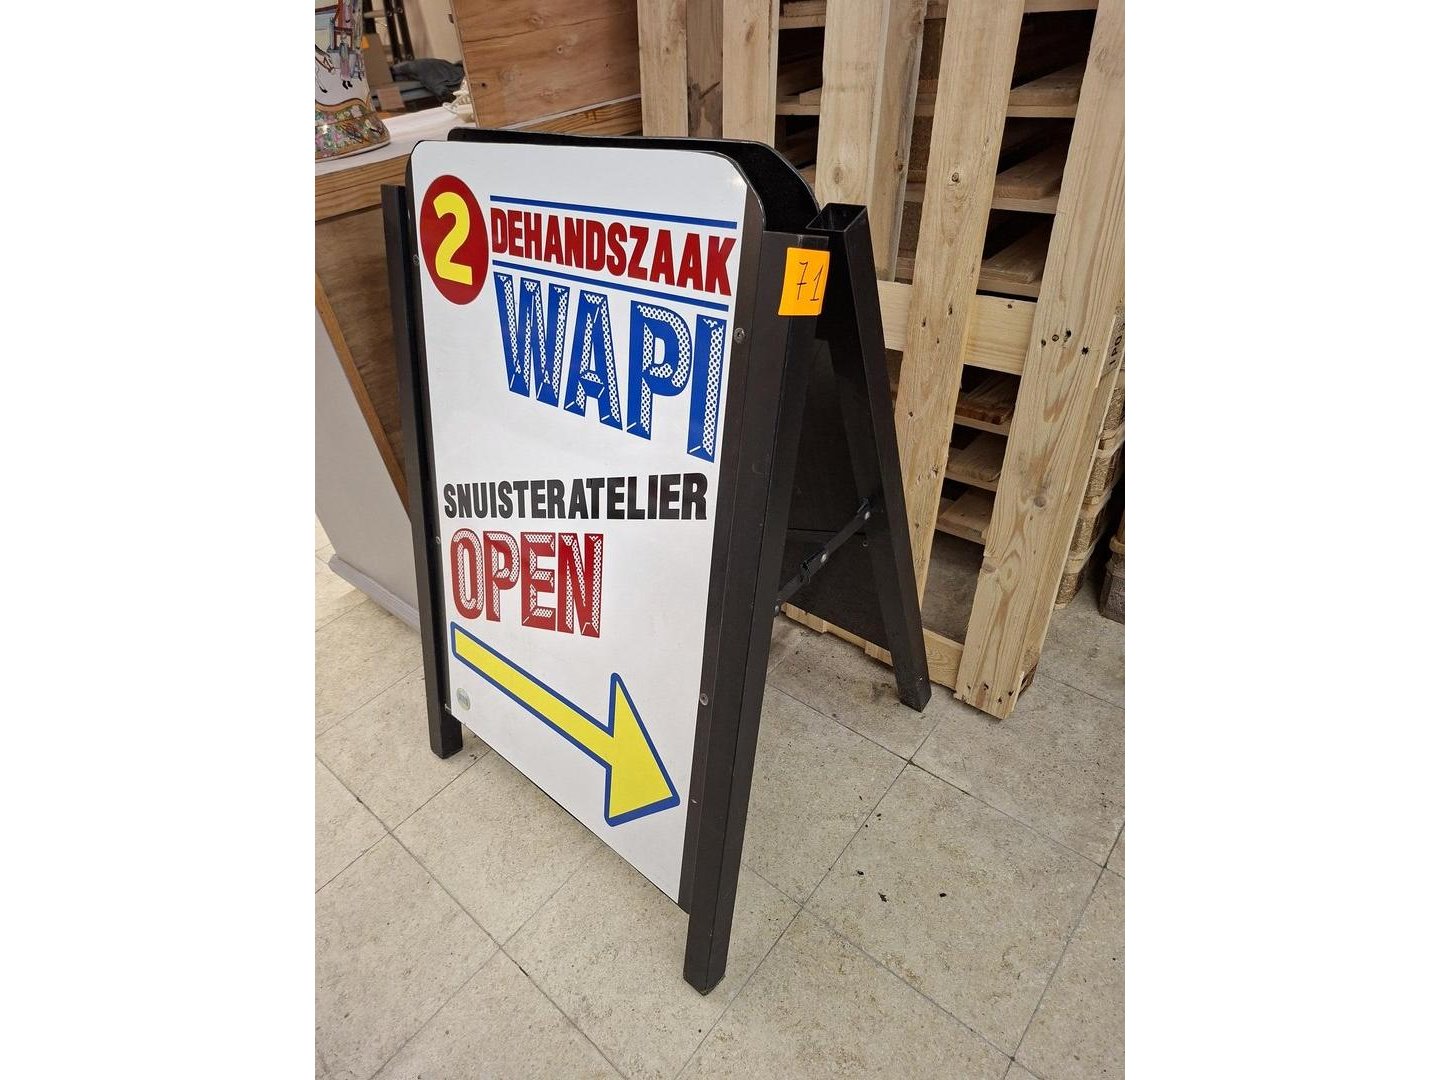 2 DEHANDSZAAK
WAPI
SNUISTERATELIER
OPEN
71